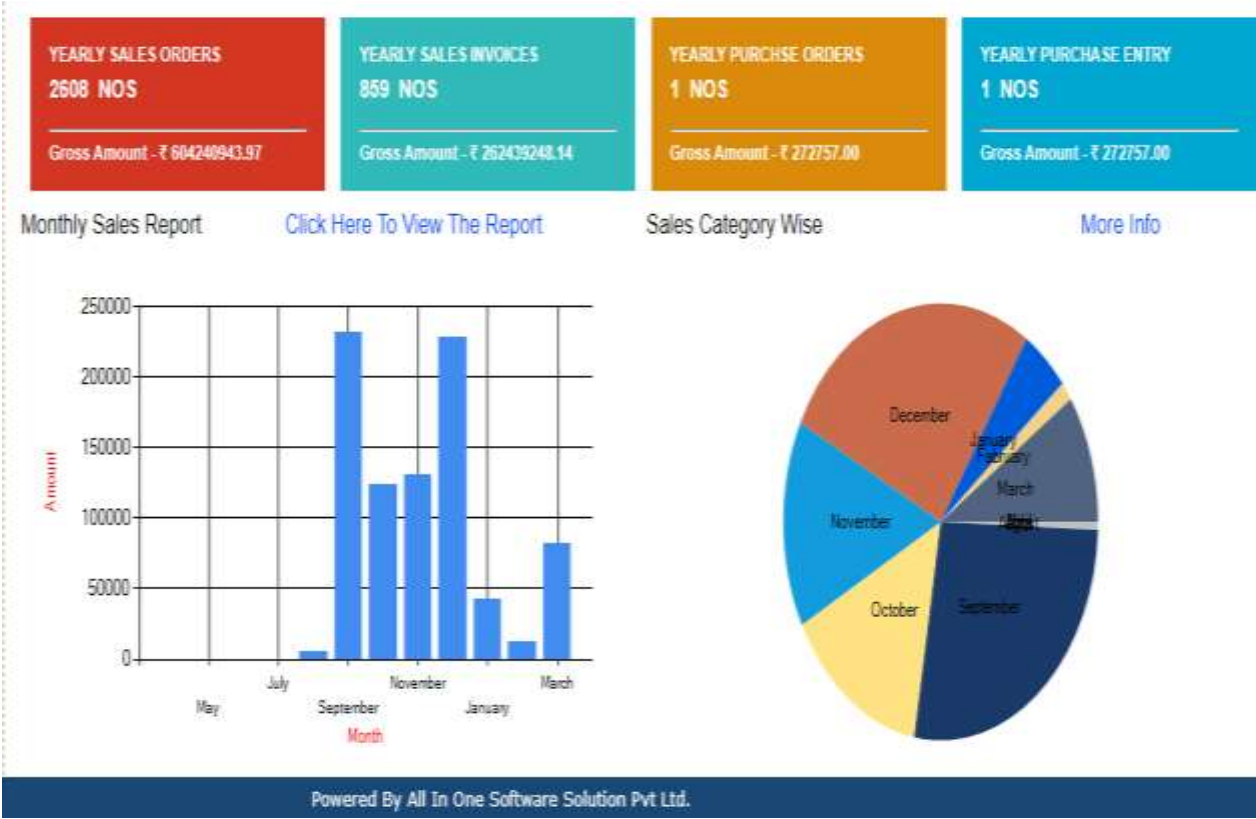 YEARLY SALES ORDERS
2608 NOS
Gross Amount - ₹ 604240943.97
YEARLY SALES INVOICES
859 NOS
Gross Amount - ₹ 262439248.14
YEARLY PURCHSE ORDERS
1 NOS
Gross Amount - ₹ 272757.00
YEARLY PURCHASE ENTRY
1 NOS
Gross Amount - ₹ 272757.00
Monthly Sales Report
Click Here To View The Report
Sales Category Wise
More Info
250000
200000
150000
100000
50000
0
Amount
July
November
March
May
September
January
Month
December
January
February
March
November
October
September
Powered By All In One Software Solution Pvt Ltd.